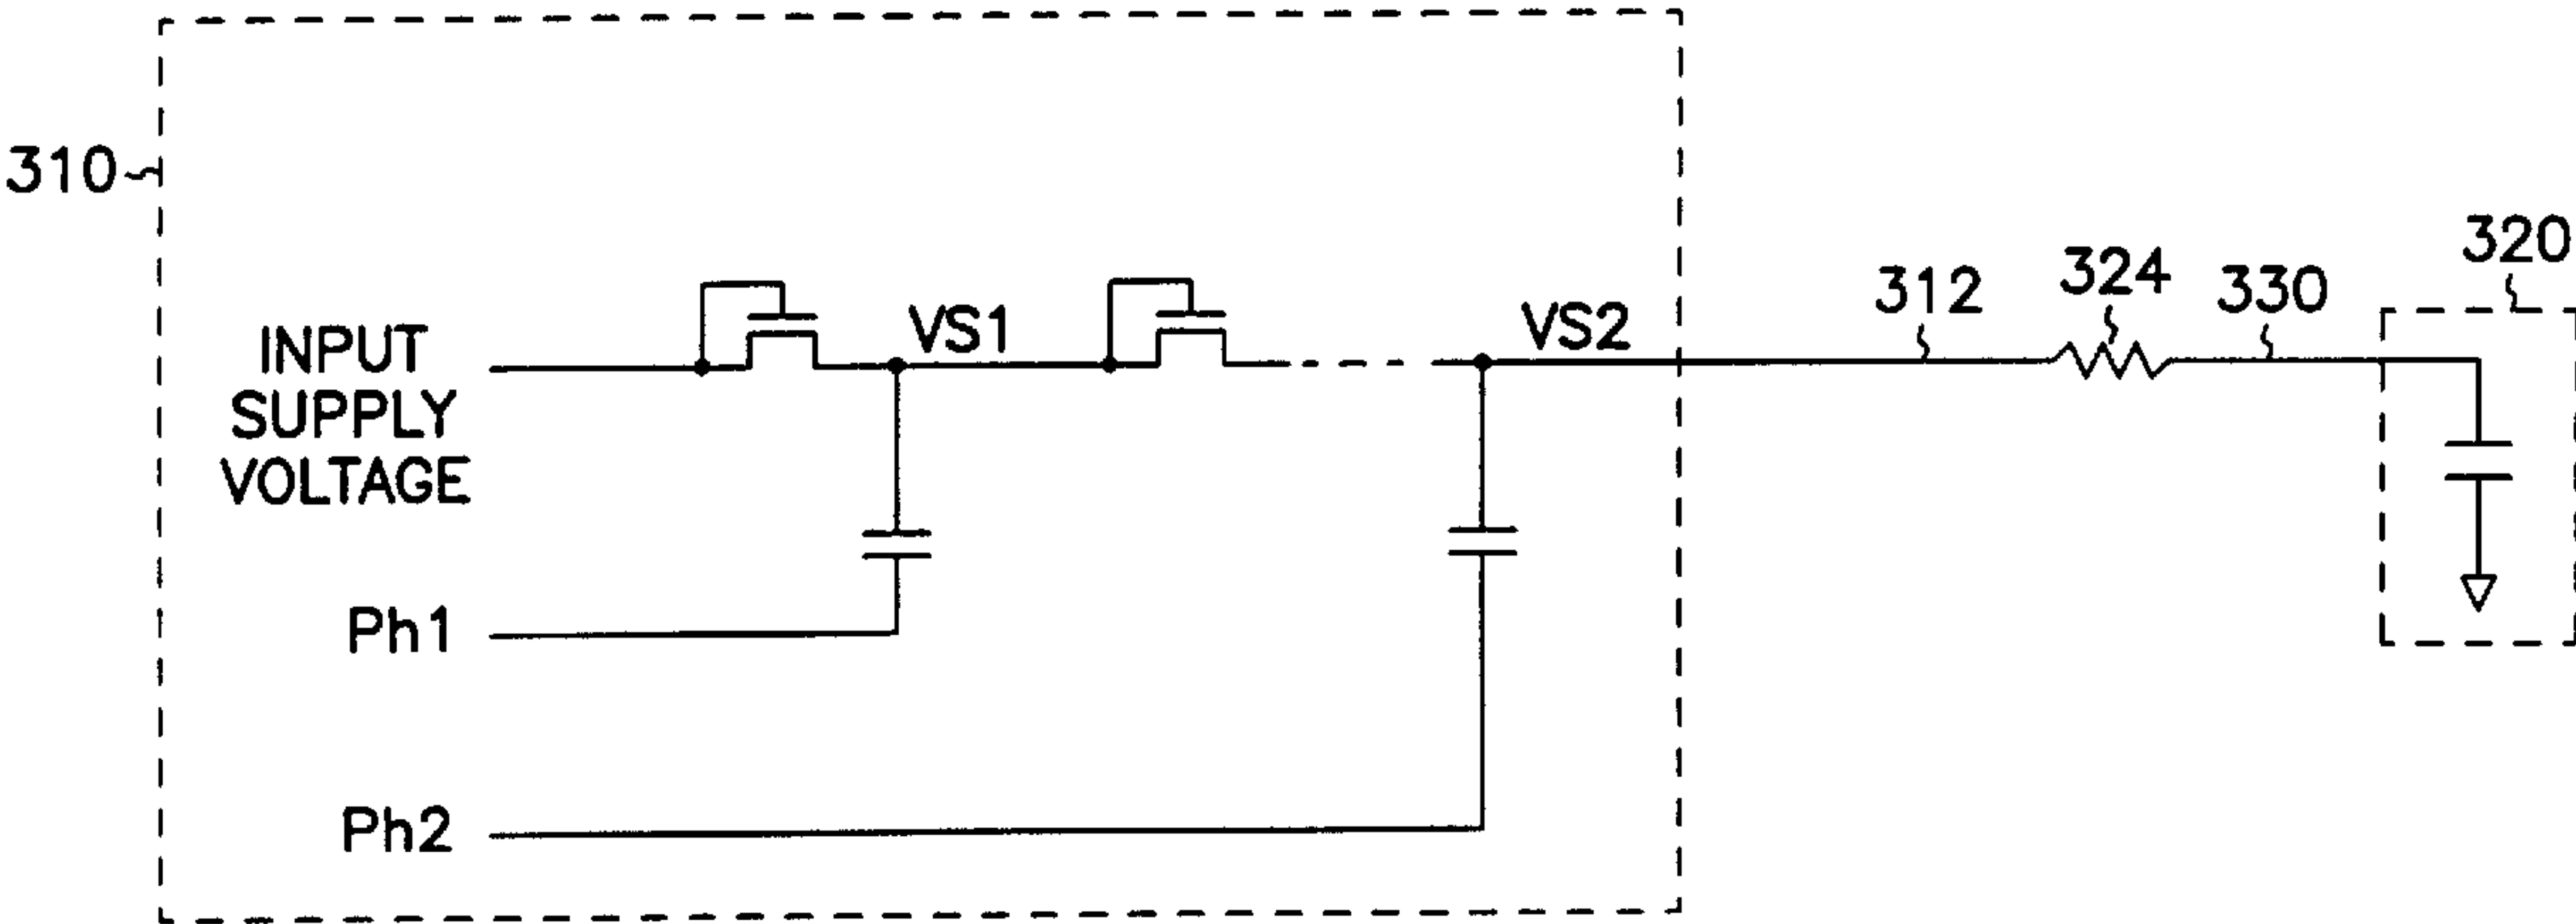 310
320
312
324
330
INPUT
SUPPLY
VOLTAGE
VS1
VS2
Ph1
Ph2